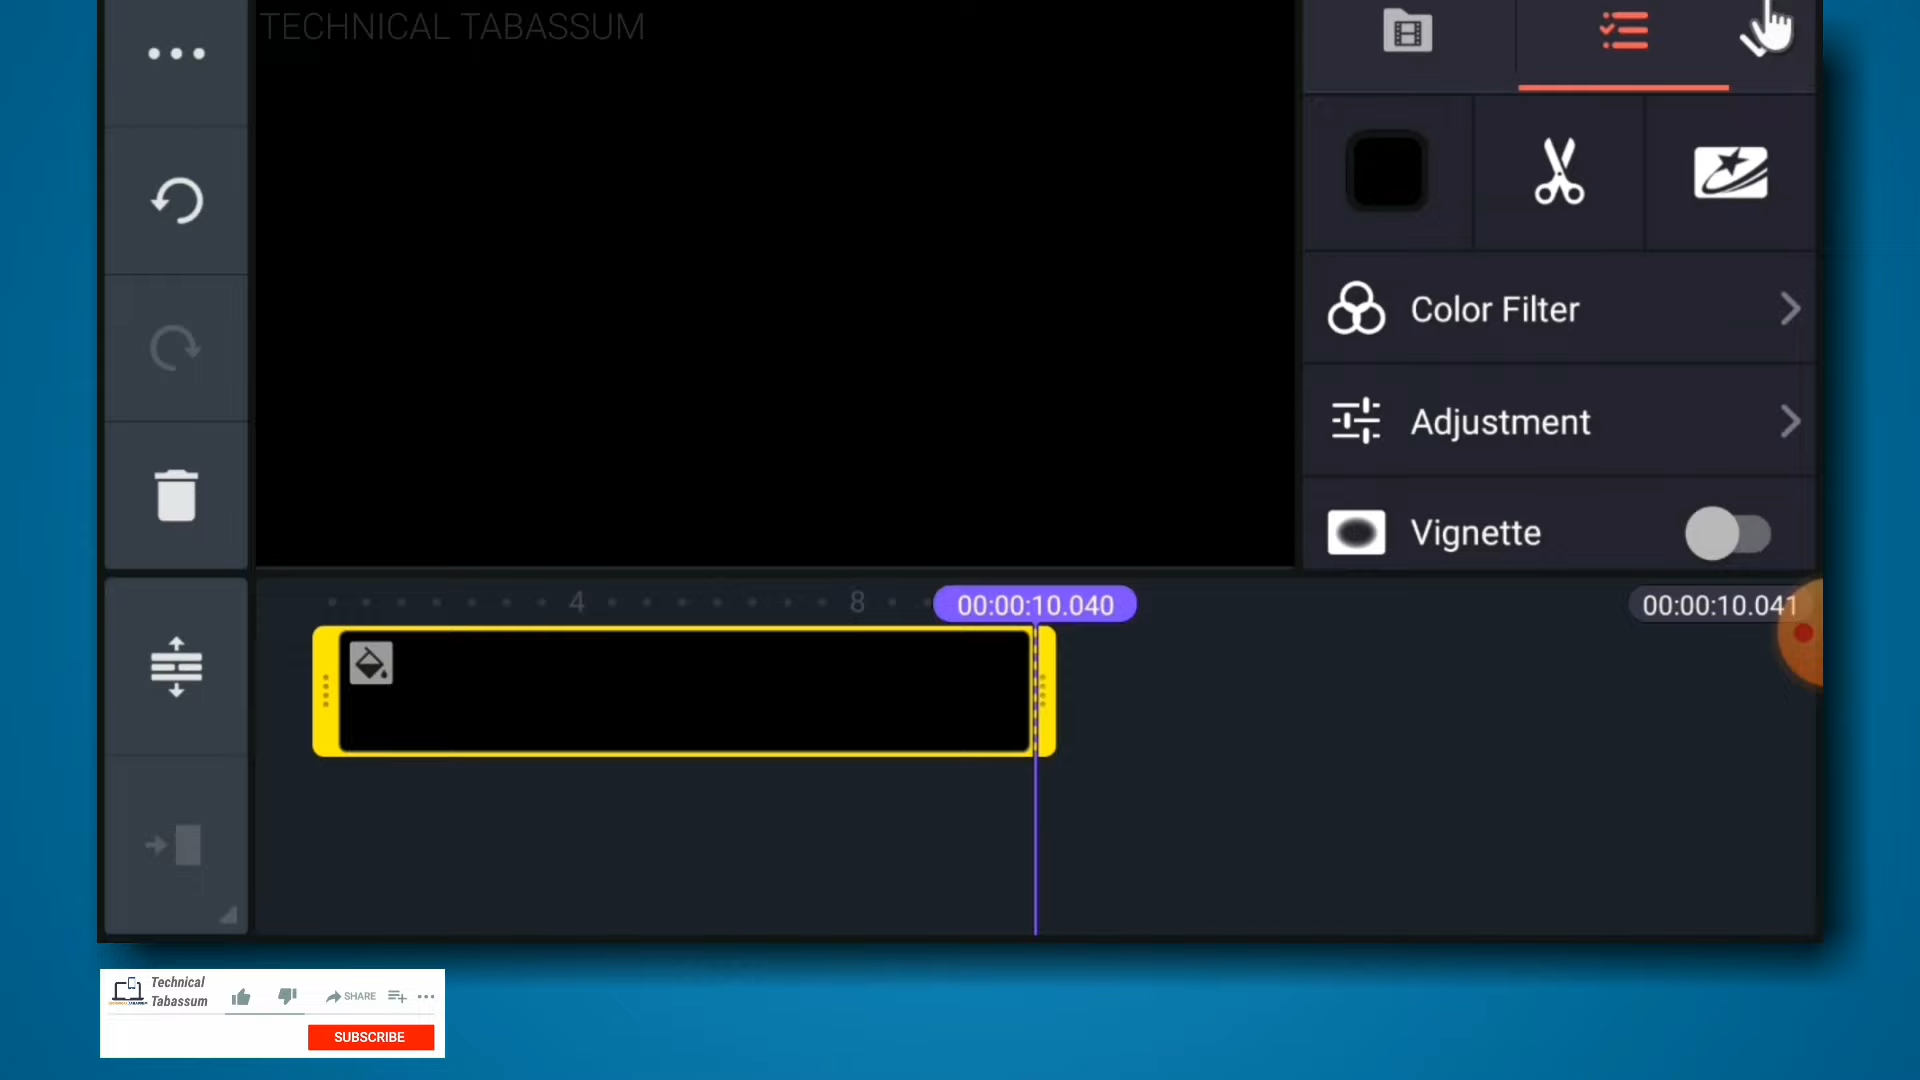 TECHNICAL TABASSUM
Color Filter
Adjustment
Vignette
4
8
00:00:10.040
00:00:10.041
Technical
Tabassum
SHARE
SUBSCRIBE